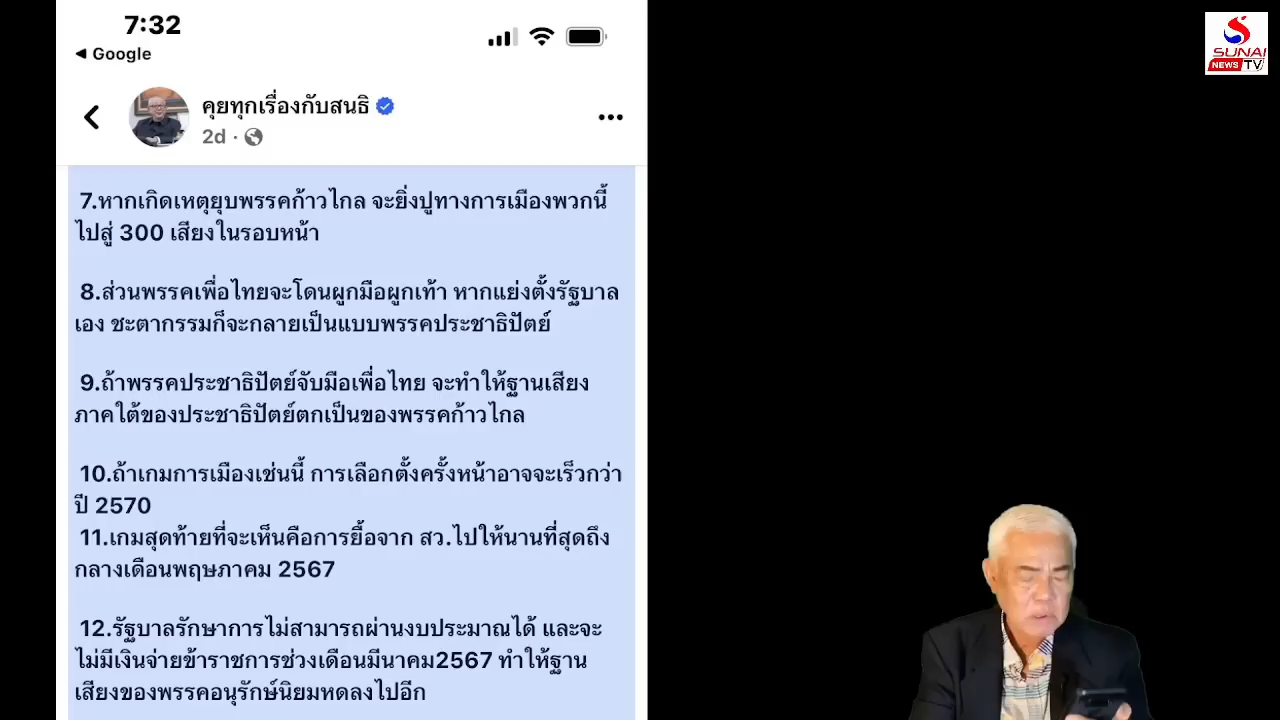 7:32
◀ Google
คุยทุกเรื่องกับสนธิ
2d ·
7.หากเกิดเหตุยุบพรรคก้าวไกล จะยิ่งปูทางการเมืองพวกนี้
ไปสู่ 300 เสียงในรอบหน้า
8.ส่วนพรรคเพื่อไทยจะโดนผูกมือผูกเท้า หากแย่งตั้งรัฐบาล
เอง ชะตากรรมก็จะกลายเป็นแบบพรรคประชาธิปัตย์
9.ถ้าพรรคประชาธิปัตย์จับมือเพื่อไทย จะทำให้ฐานเสียง
ภาคใต้ของประชาธิปัตย์ตกเป็นของพรรคก้าวไกล
10.ถ้าเกมการเมืองเช่นนี้ การเลือกตั้งครั้งหน้าอาจจะเร็วกว่า
ปี 2570
11.เกมสุดท้ายที่จะเห็นคือการยื้อจาก สว.ไปให้นานที่สุดถึง
กลางเดือนพฤษภาคม 2567
12.รัฐบาลรักษาการไม่สามารถผ่านงบประมาณได้ และจะ
ไม่มีเงินจ่ายข้าราชการช่วงเดือนมีนาคม2567 ทำให้ฐาน
เสียงของพรรคอนุรักษ์นิยมหดลงไปอีก
SUNAI
NEWS TV